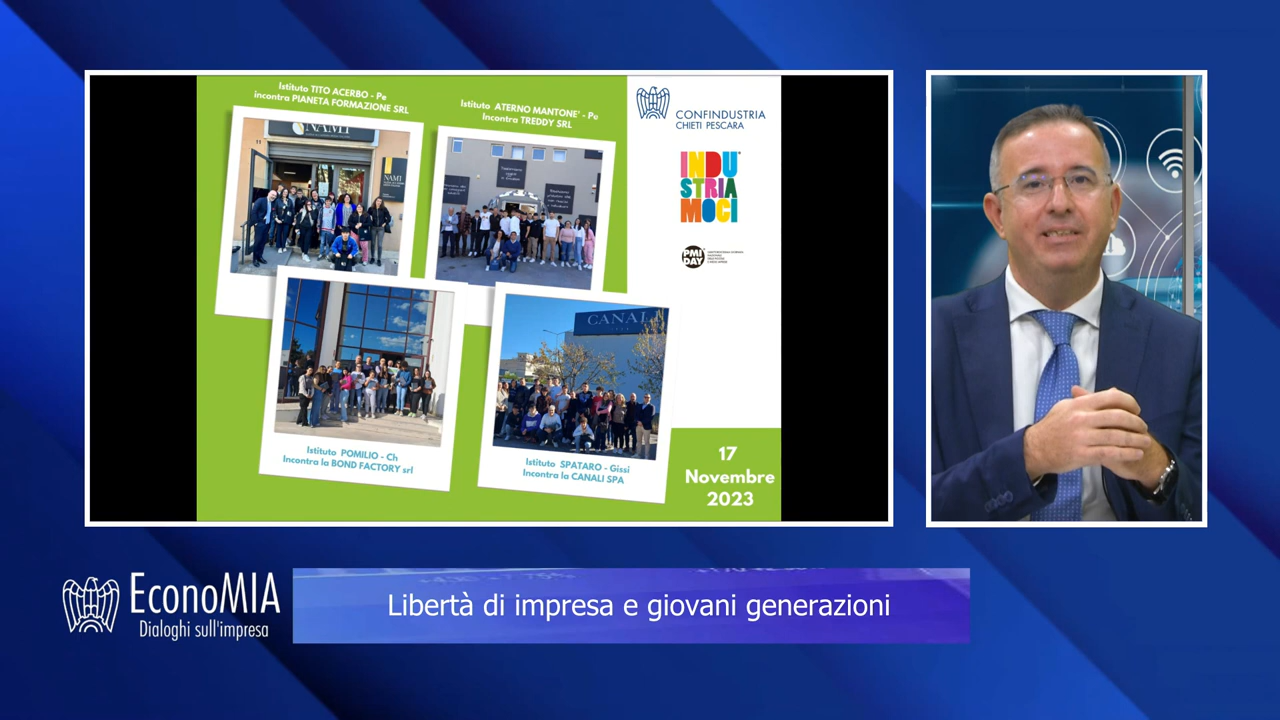 Istituto TITO ACERBO - Pe
incontra PIANETA FORMAZIONE SRL
Istituto ATERNO MANTONE' - Pe
Incontra TREDDY SRL
NAMI
11
NAMI
CANALI
Istituto POMILIO - Ch
Incontra la BOND FACTORY srl
Istituto SPATARO - Gissi
Incontra la CANALI SPA
CONFINDUSTRIA
CHIETI PESCARA
INDU
STRIA
MOCI
PMI
DAY
17
Novembre
2023
EconoMIA
Dialoghi sull'impresa
Libertà di impresa e giovani generazioni